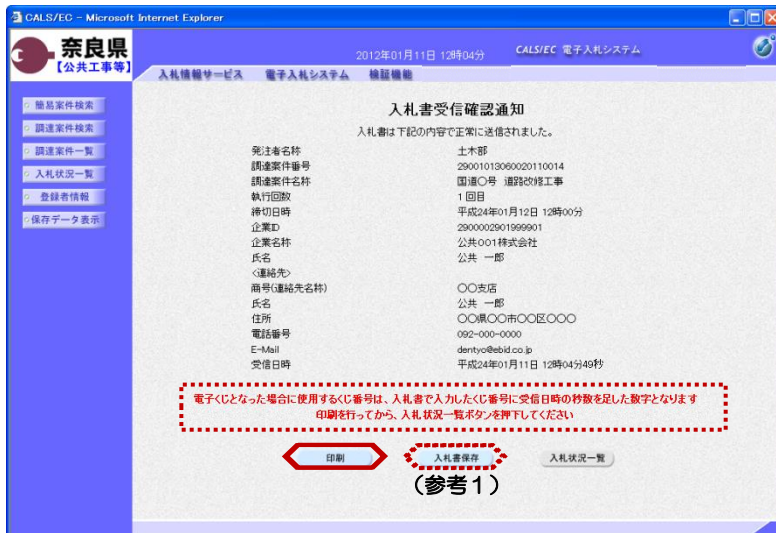 CALS/EC - Microsoft Internet Explorer
奈良県
【公共工事等】
2012年01月11日 12時04分
CALS/EC 電子入札システム
入札情報サービス 電子入札システム 検証機能
簡易案件検索
調達案件検索
調達案件一覧
入札状況一覧
登録者情報
保存データ表示
入札書受信確認通知
入札書は下記の内容で正常に送信されました。
発注者名称 土木部
調達案件番号 29001013060020110014
調達案件名称 国道〇号 道路改修工事
執行回数 1回目
締切日時 平成24年01月12日 12時00分
企業ID 2900002901999901
企業名称 公共001株式会社
氏名 公共 一郎
<連絡先>
商号(連絡先名称) 〇〇支店
氏名 公共 一郎
住所 〇〇県〇〇市〇〇区〇〇〇
電話番号 092-000-0000
E-Mail dentyo@ebid.co.jp
受信日時 平成24年01月11日 12時04分49秒
電子くじとなった場合に使用するくじ番号は、入札書で入力したくじ番号に受信日時の秒数を足した数字となります
印刷を行ってから、入札状況一覧ボタンを押下してください
印刷 入札書保存 入札状況一覧
（参考１）